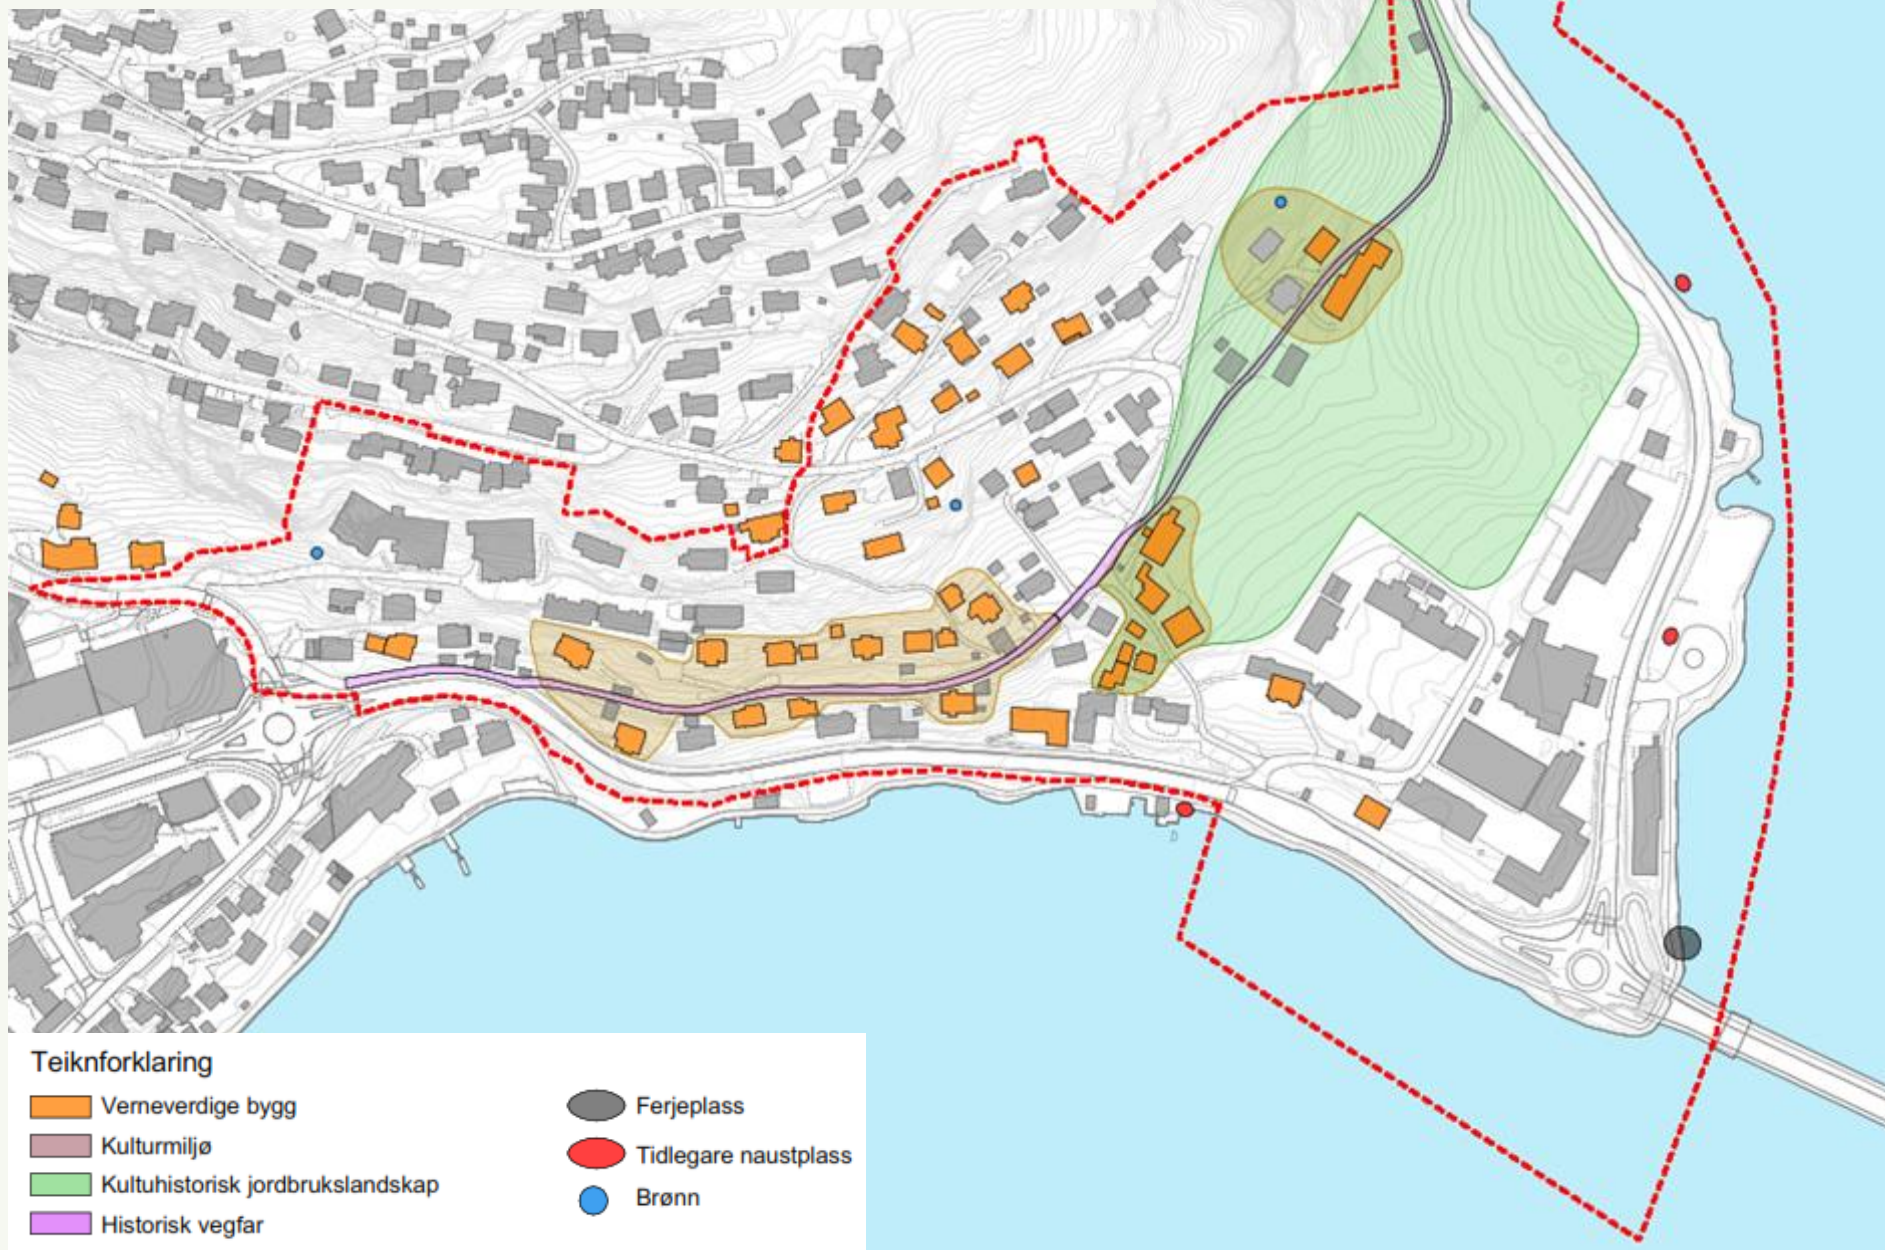 Teiknforklaring
Verneverdige bygg
Kulturmiljø
Kultuhistorisk jordbrukslandskap
Historisk vegfar
Ferjeplass
Tidlegare naustplass
Brønn